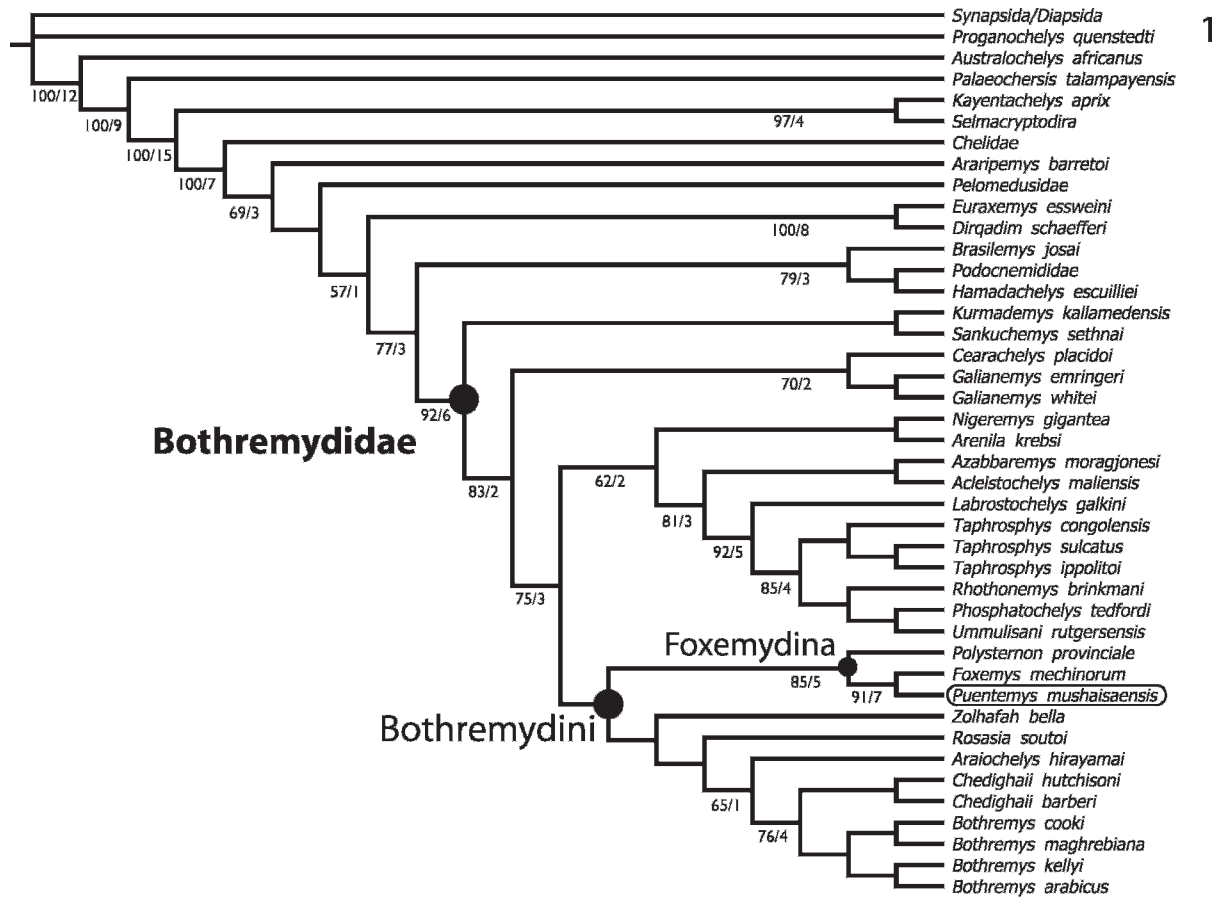 Synapsida/Diapsida
1
Proganochelys quenstedti
Australochelys africanus
Palaeochersis talampayensis
100/12
Kayentachelys aprix
97/4
Selmacryptodira
100/9
Chelidae
100/15
Araripemys barretoi
100/7
Pelomedusidae
69/3
Euraxemys essweini
100/8
Dirqadim schaefferi
Brasilemys josai
79/3
Podocnemididae
57/1
Hamadachelys escuilliei
Kurmademys kallamedensis
Sankuchemys sethnai
77/3
Cearachelys placidoi
70/2
Galianemys emringeri
Galianemys whitei
92/6
Nigeremys gigantea
Bothremydidae
Arenila krebsi
Azabbaremys moragjonesi
62/2
Aclelstochelys maliensis
83/2
Labrostochelys galkini
81/3
Taphrosphys congolensis
92/5
Taphrosphys sulcatus
Taphrosphys ippolitoi
85/4
Rhothonemys brinkmani
75/3
Phosphatochelys tedfordi
Ummulisani rutgersensis
Foxemydina
Polysternon provinciale
85/5
Foxemys mechinorum
91/7
Puentemys mushaisaensis
Bothremydini
Zolhafah bella
Rosasia soutoi
Araiochelys hirayamai
Chedighaii hutchisoni
65/1
Chedighaii barberi
Bothremys cooki
76/4
Bothremys maghrebiana
Bothremys kellyi
Bothremys arabicus